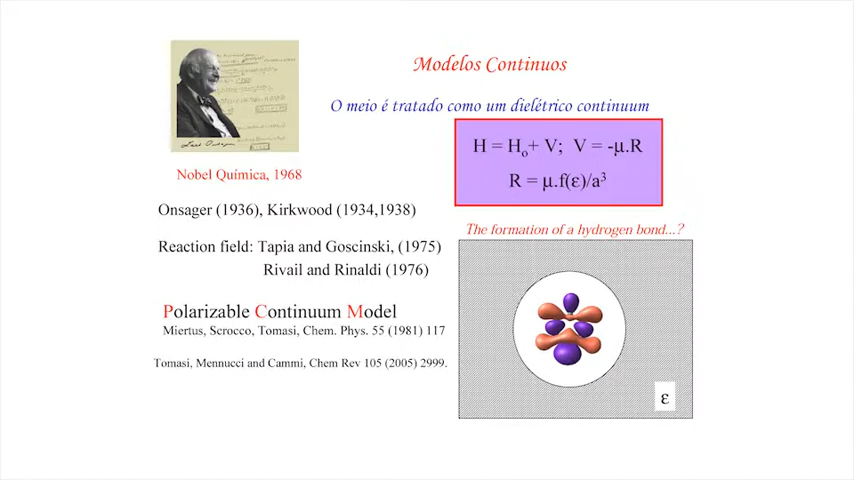 Modelos Continuos
O meio é tratado como um dielétrico continuum
H = Ho+ V; V = -μ.R
R = μ.f(ε)/a³
Nobel Química, 1968
Onsager (1936), Kirkwood (1934,1938)
The formation of a hydrogen bond...?
Reaction field: Tapia and Goscinski, (1975)
Rivail and Rinaldi (1976)
Polarizable Continuum Model
Miertus, Scrocco, Tomasi, Chem. Phys. 55 (1981) 117
Tomasi, Mennucci and Cammi, Chem Rev 105 (2005) 2999.
ε